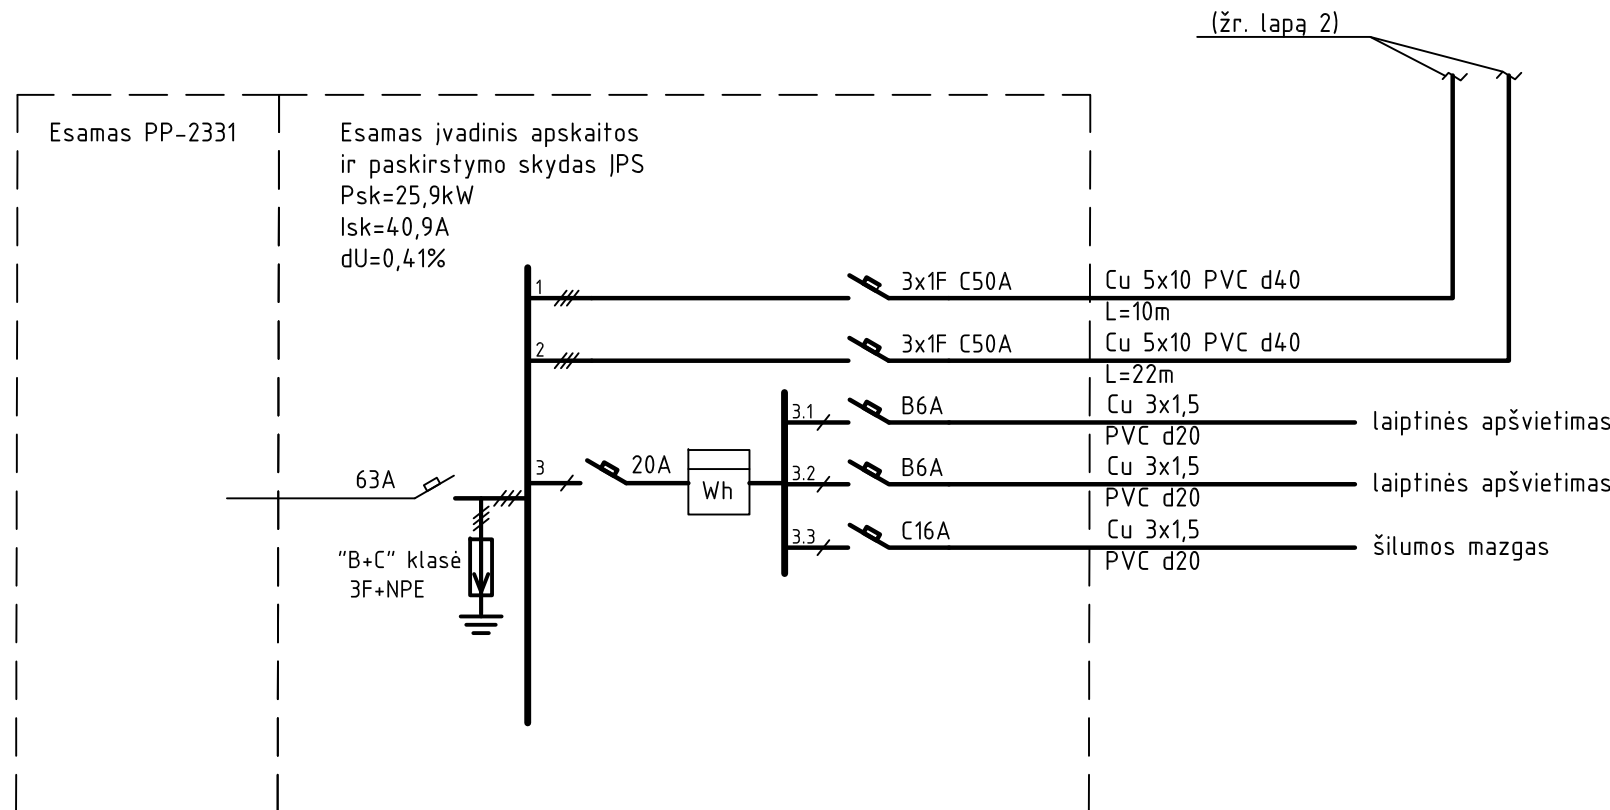 (žr. lapą 2)
Esamas PP-2331
Esamas įvadinis apskaitos
ir paskirstymo skydas ĮPS
Psk=25,9kW
Isk=40,9A
dU=0,41%
1
3x1F C50A
Cu 5x10 PVC d40
L=10m
2
3x1F C50A
Cu 5x10 PVC d40
L=22m
3.1
B6A
Cu 3x1,5
PVC d20
laiptinės apšvietimas
63A
3
20A
Wh
3.2
B6A
Cu 3x1,5
PVC d20
laiptinės apšvietimas
3.3
C16A
Cu 3x1,5
PVC d20
šilumos mazgas
"B+C" klasė
3F+NPE